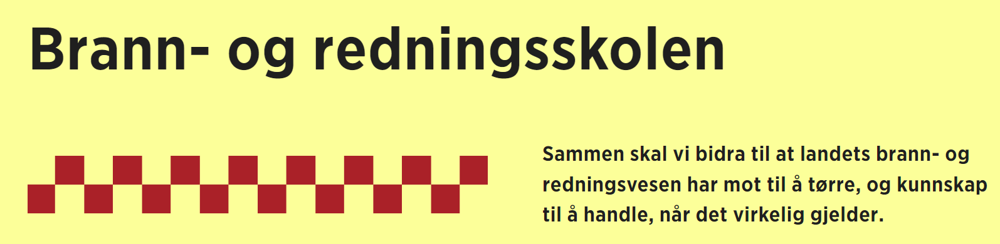 Brann- og redningsskolen
Sammen skal vi bidra til at landets brann- og
redningsvesen har mot til å tørre, og kunnskap
til å handle, når det virkelig gjelder.